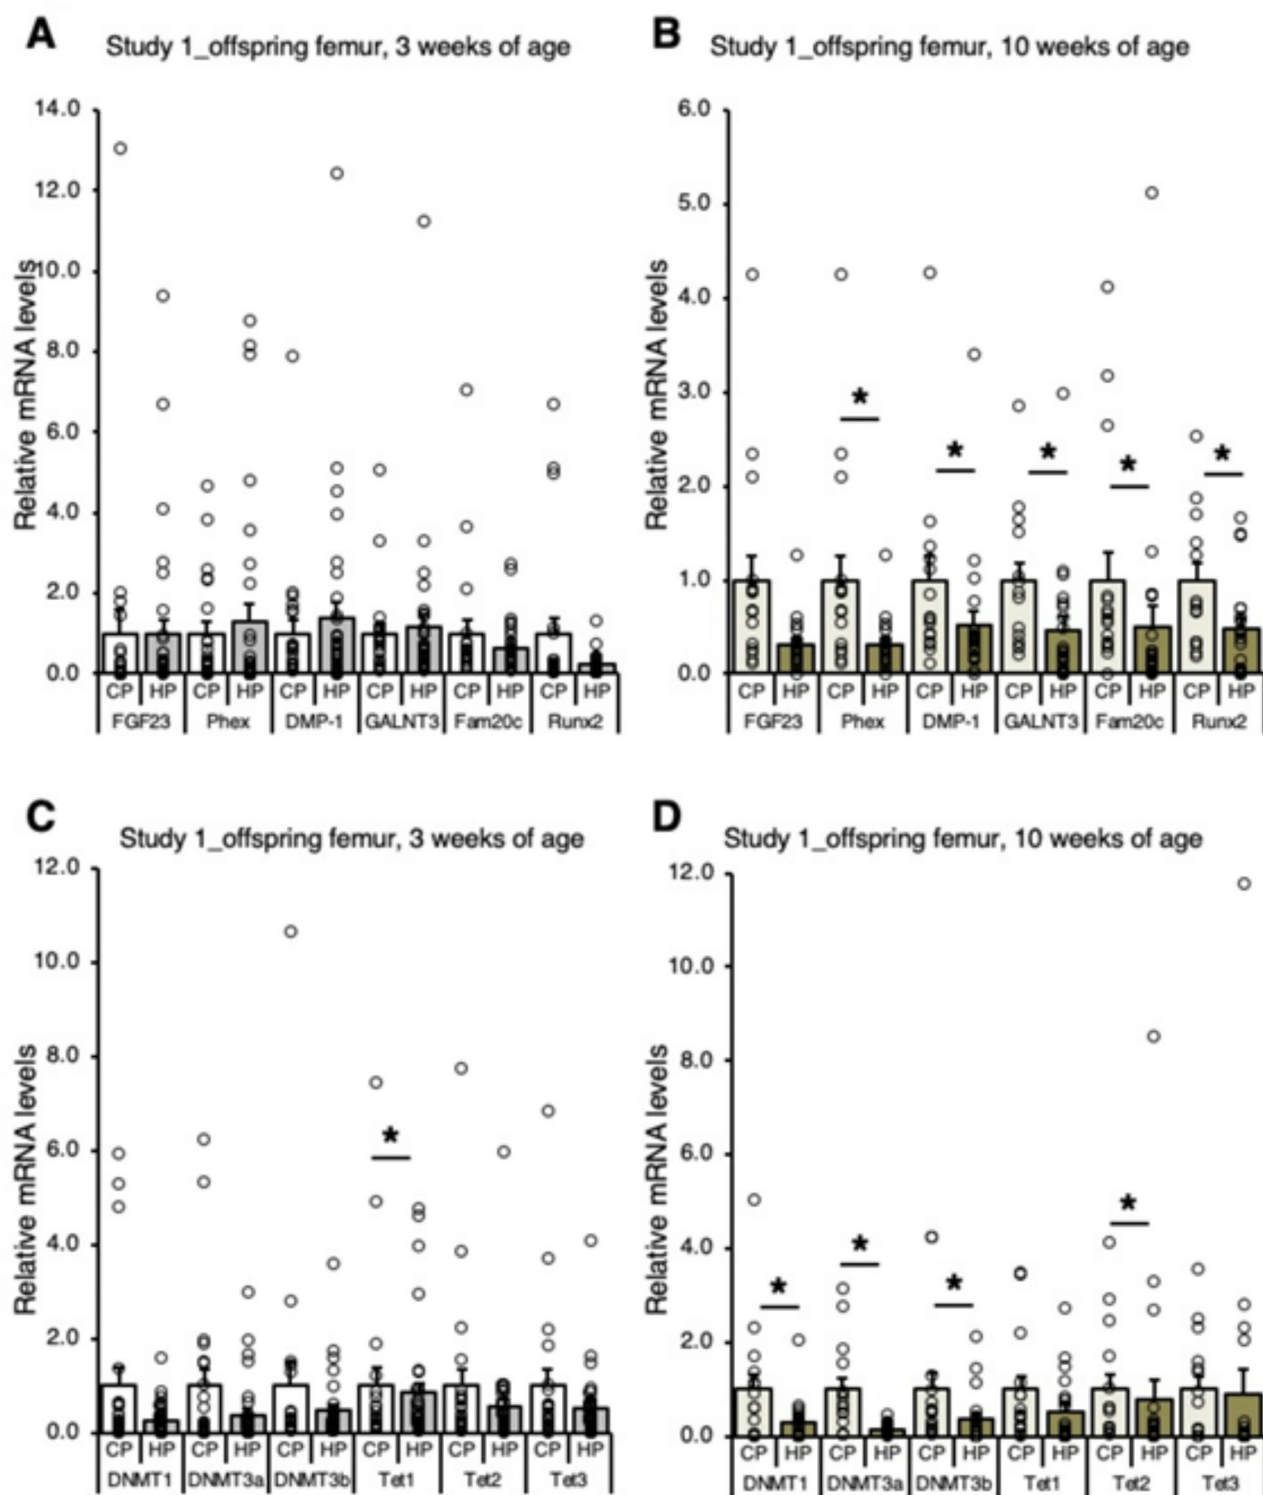 A
Study 1_offspring femur, 3 weeks of age
Relative mRNA levels
14.0
12.0
10.0
8.0
6.0
4.0
2.0
0.0
CP HP CP HP CP HP CP HP CP HP CP HP
FGF23 Phex DMP-1 GALNT3 Fam20c Runx2
B
Study 1_offspring femur, 10 weeks of age
Relative mRNA levels
6.0
5.0
4.0
3.0
2.0
1.0
0.0
* * * * *
CP HP CP HP CP HP CP HP CP HP CP HP
FGF23 Phex DMP-1 GALNT3 Fam20c Runx2
C
Study 1_offspring femur, 3 weeks of age
Relative mRNA levels
12.0
10.0
8.0
6.0
4.0
2.0
0.0
*
CP HP CP HP CP HP CP HP CP HP CP HP
DNMT1 DNMT3a DNMT3b Tet1 Tet2 Tet3
D
Study 1_offspring femur, 10 weeks of age
Relative mRNA levels
12.0
10.0
8.0
6.0
4.0
2.0
0.0
* * * *
CP HP CP HP CP HP CP HP CP HP CP HP
DNMT1 DNMT3a DNMT3b Tet1 Tet2 Tet3